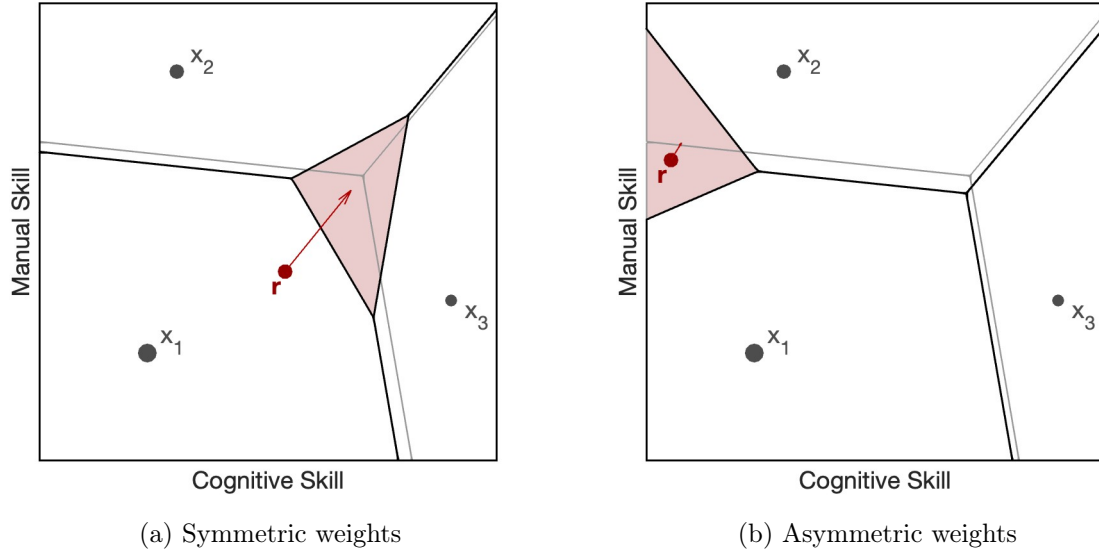 x₂
x₃
x₁
r
Manual Skill
Cognitive Skill
(a) Symmetric weights
x₂
x₃
x₁
r
Manual Skill
Cognitive Skill
(b) Asymmetric weights